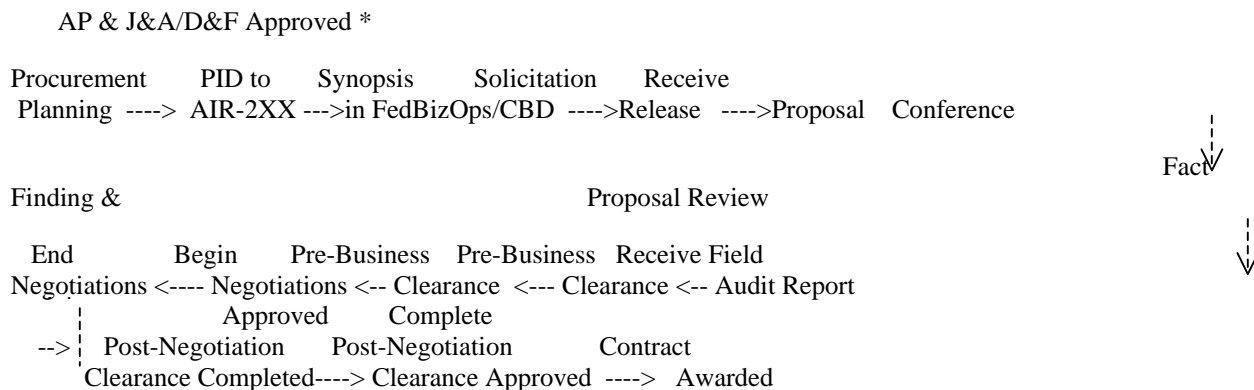 AP & J&A/D&F Approved *
Procurement PID to Synopsis Solicitation Receive
Planning ----> AIR-2XX --->in FedBizOps/CBD ---->Release ---->Proposal Conference
Fact
Finding & Proposal Review
End Begin Pre-Business Pre-Business Receive Field
Negotiations <---- Negotiations <-- Clearance <--- Clearance <-- Audit Report
Approved Complete
--> Post-Negotiation Post-Negotiation Contract
Clearance Completed----> Clearance Approved ----> Awarded